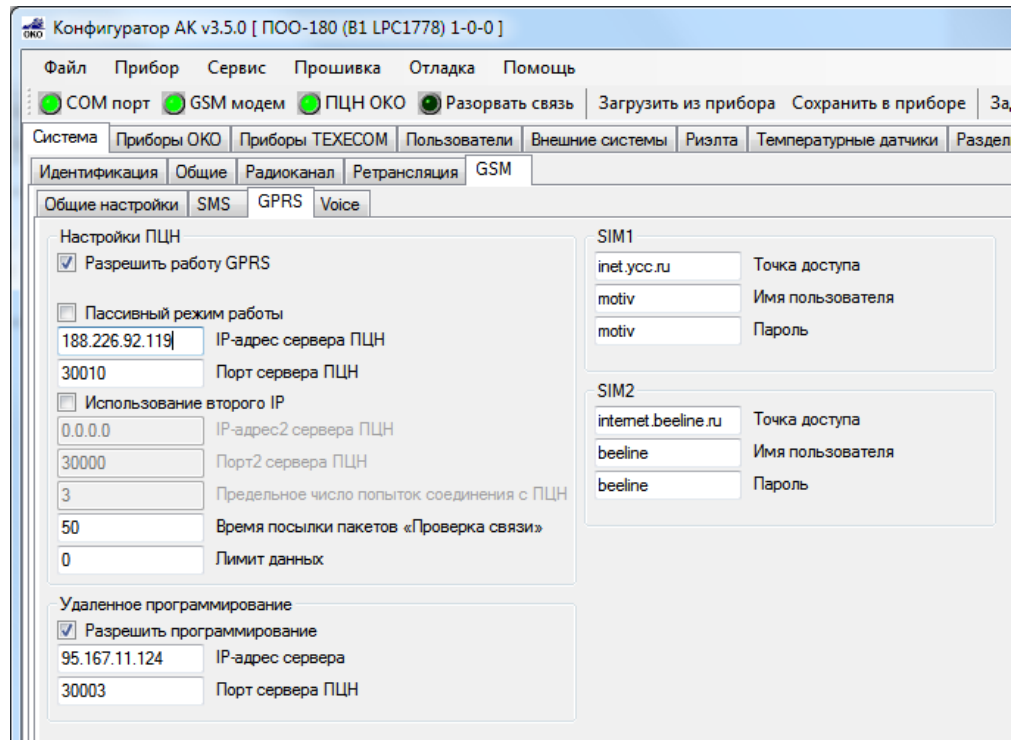 Конфигуратор АК v3.5.0 [ ПОО-180 (B1 LPC1778) 1-0-0 ]
Файл Прибор Сервис Прошивка Отладка Помощь
COM порт GSM модем ПЦН ОКО Разорвать связь Загрузить из прибора Сохранить в приборе
Система Приборы ОКО Приборы TEXECOM Пользователи Внешние системы Риэлта Температурные датчики Раздел
Идентификация Общие Радиоканал Ретрансляция GSM
Общие настройки SMS GPRS Voice
Настройки ПЦН
Разрешить работу GPRS
Пассивный режим работы
188.226.92.119 IP-адрес сервера ПЦН
30010 Порт сервера ПЦН
Использование второго IP
0.0.0.0 IP-адрес2 сервера ПЦН
30000 Порт2 сервера ПЦН
3 Предельное число попыток соединения с ПЦН
50 Время посылки пакетов «Проверка связи»
0 Лимит данных
Удаленное программирование
Разрешить программирование
95.167.11.124 IP-адрес сервера
30003 Порт сервера ПЦН
SIM1
inet.ycc.ru Точка доступа
motiv Имя пользователя
motiv Пароль
SIM2
internet.beeline.ru Точка доступа
beeline Имя пользователя
beeline Пароль